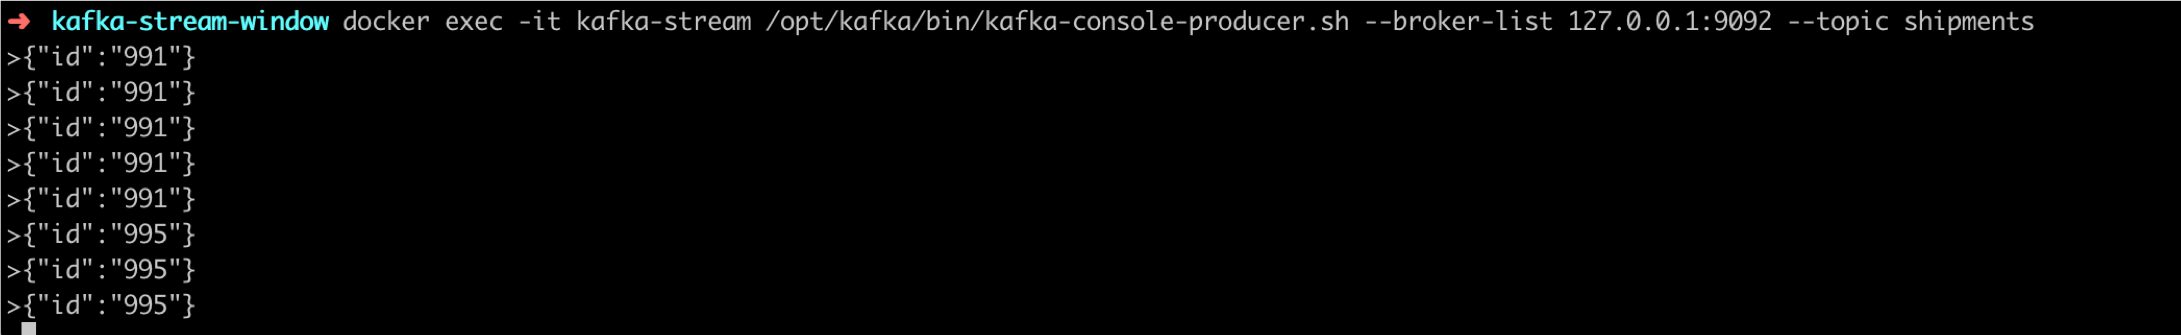 ➜ kafka-stream-window docker exec -it kafka-stream /opt/kafka/bin/kafka-console-producer.sh --broker-list 127.0.0.1:9092 --topic shipments
>{"id":"991"}
>{"id":"991"}
>{"id":"991"}
>{"id":"991"}
>{"id":"991"}
>{"id":"995"}
>{"id":"995"}
>{"id":"995"}